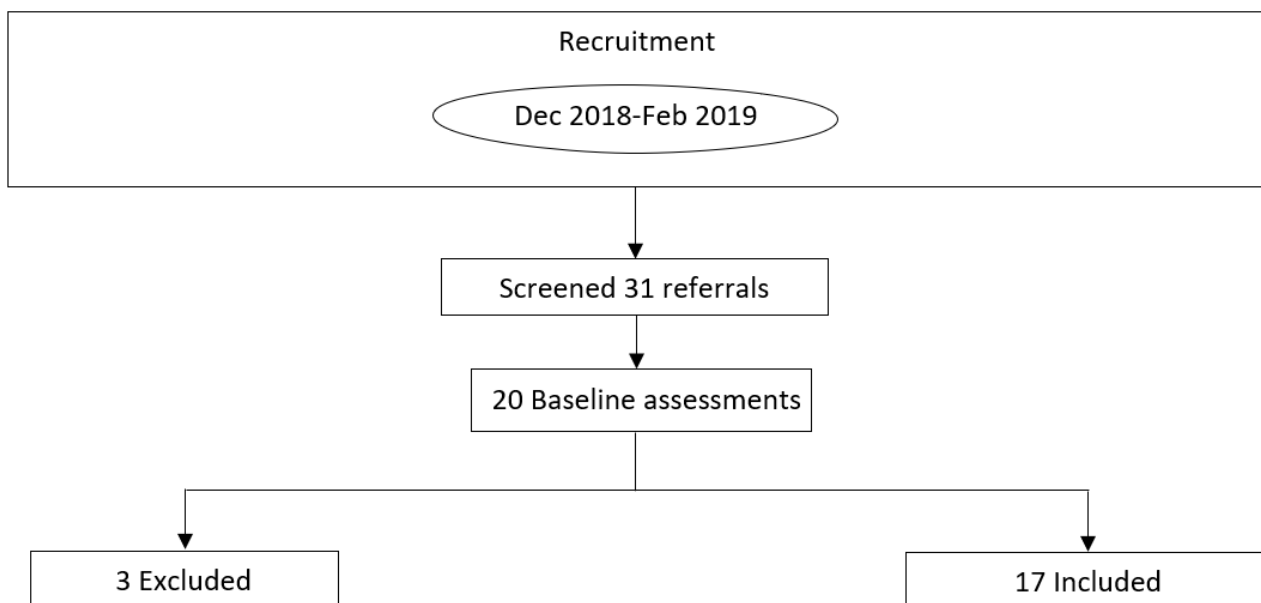 Recruitment
Dec 2018-Feb 2019
Screened 31 referrals
20 Baseline assessments
3 Excluded
17 Included